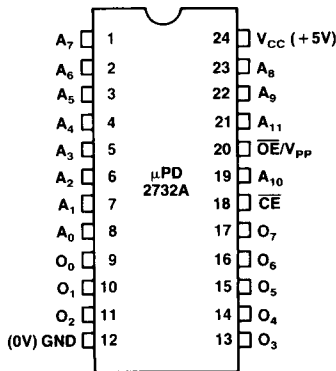 A7 1 24 VCC (+5V)
A6 2 23 A8
A5 3 22 A9
A4 4 21 A11
A3 5 20 O̅E̅/VPP
A2 6 19 A10
A1 7 18 C̅E̅
A0 8 17 O7
O0 9 16 O6
O1 10 15 O5
O2 11 14 O4
(0V) GND 12 13 O3
μPD
2732A